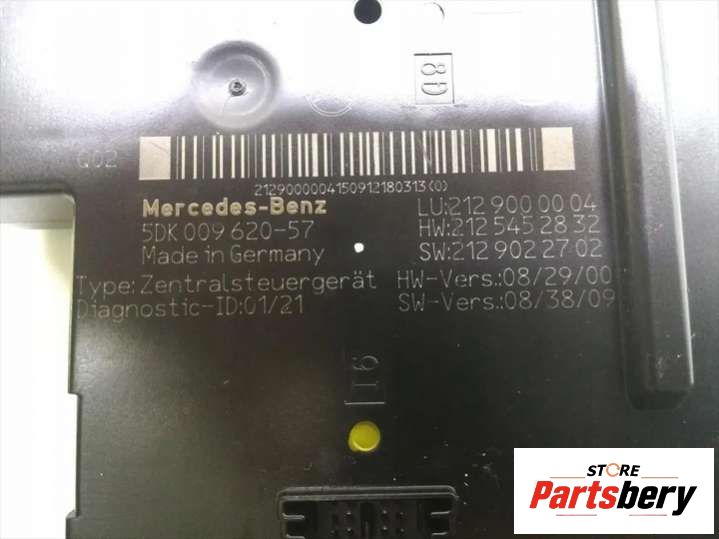 8D
G02
2129000004150912180313(0)
Mercedes-Benz LU:212 900 00 04
5DK 009 620-57 HW:212 545 28 32
Made in Germany SW:212 902 27 02
Type: Zentralsteuergerät HW-Vers.:08/29/00
Diagnostic-ID:01/21 SW-Vers.:08/38/09
STORE
Partsbery